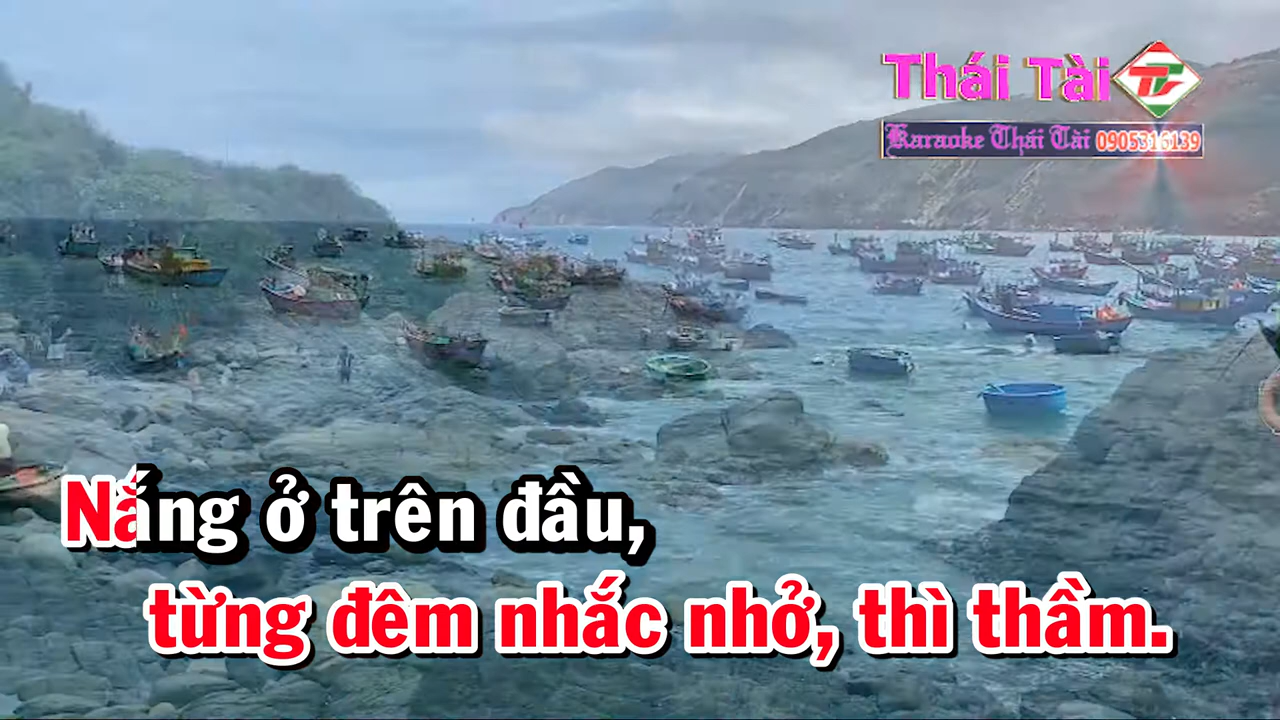 Thái Tài
Karaoke Thái Tài 0905316139
Nắng ở trên đầu,
từng đêm nhắc nhở, thì thầm.